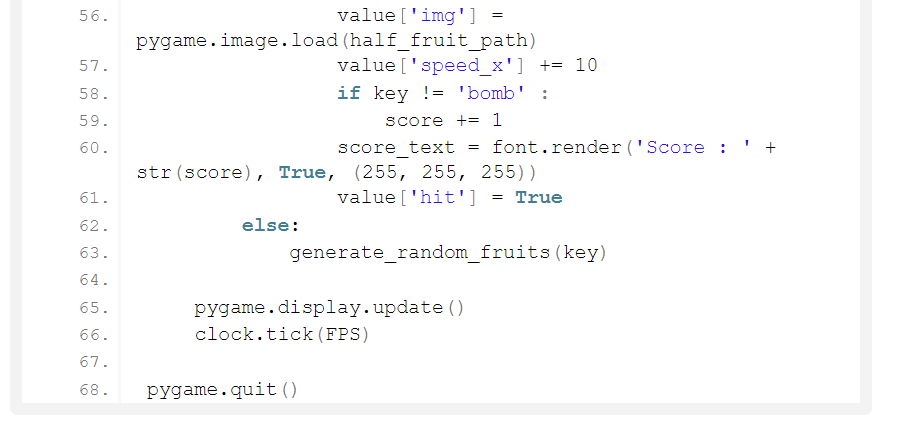 56. value['img'] =
pygame.image.load(half_fruit_path)
57. value['speed_x'] += 10
58. if key != 'bomb' :
59. score += 1
60. score_text = font.render('Score : ' +
str(score), True, (255, 255, 255))
61. value['hit'] = True
62. else:
63. generate_random_fruits(key)
64.
65. pygame.display.update()
66. clock.tick(FPS)
67.
68. pygame.quit()